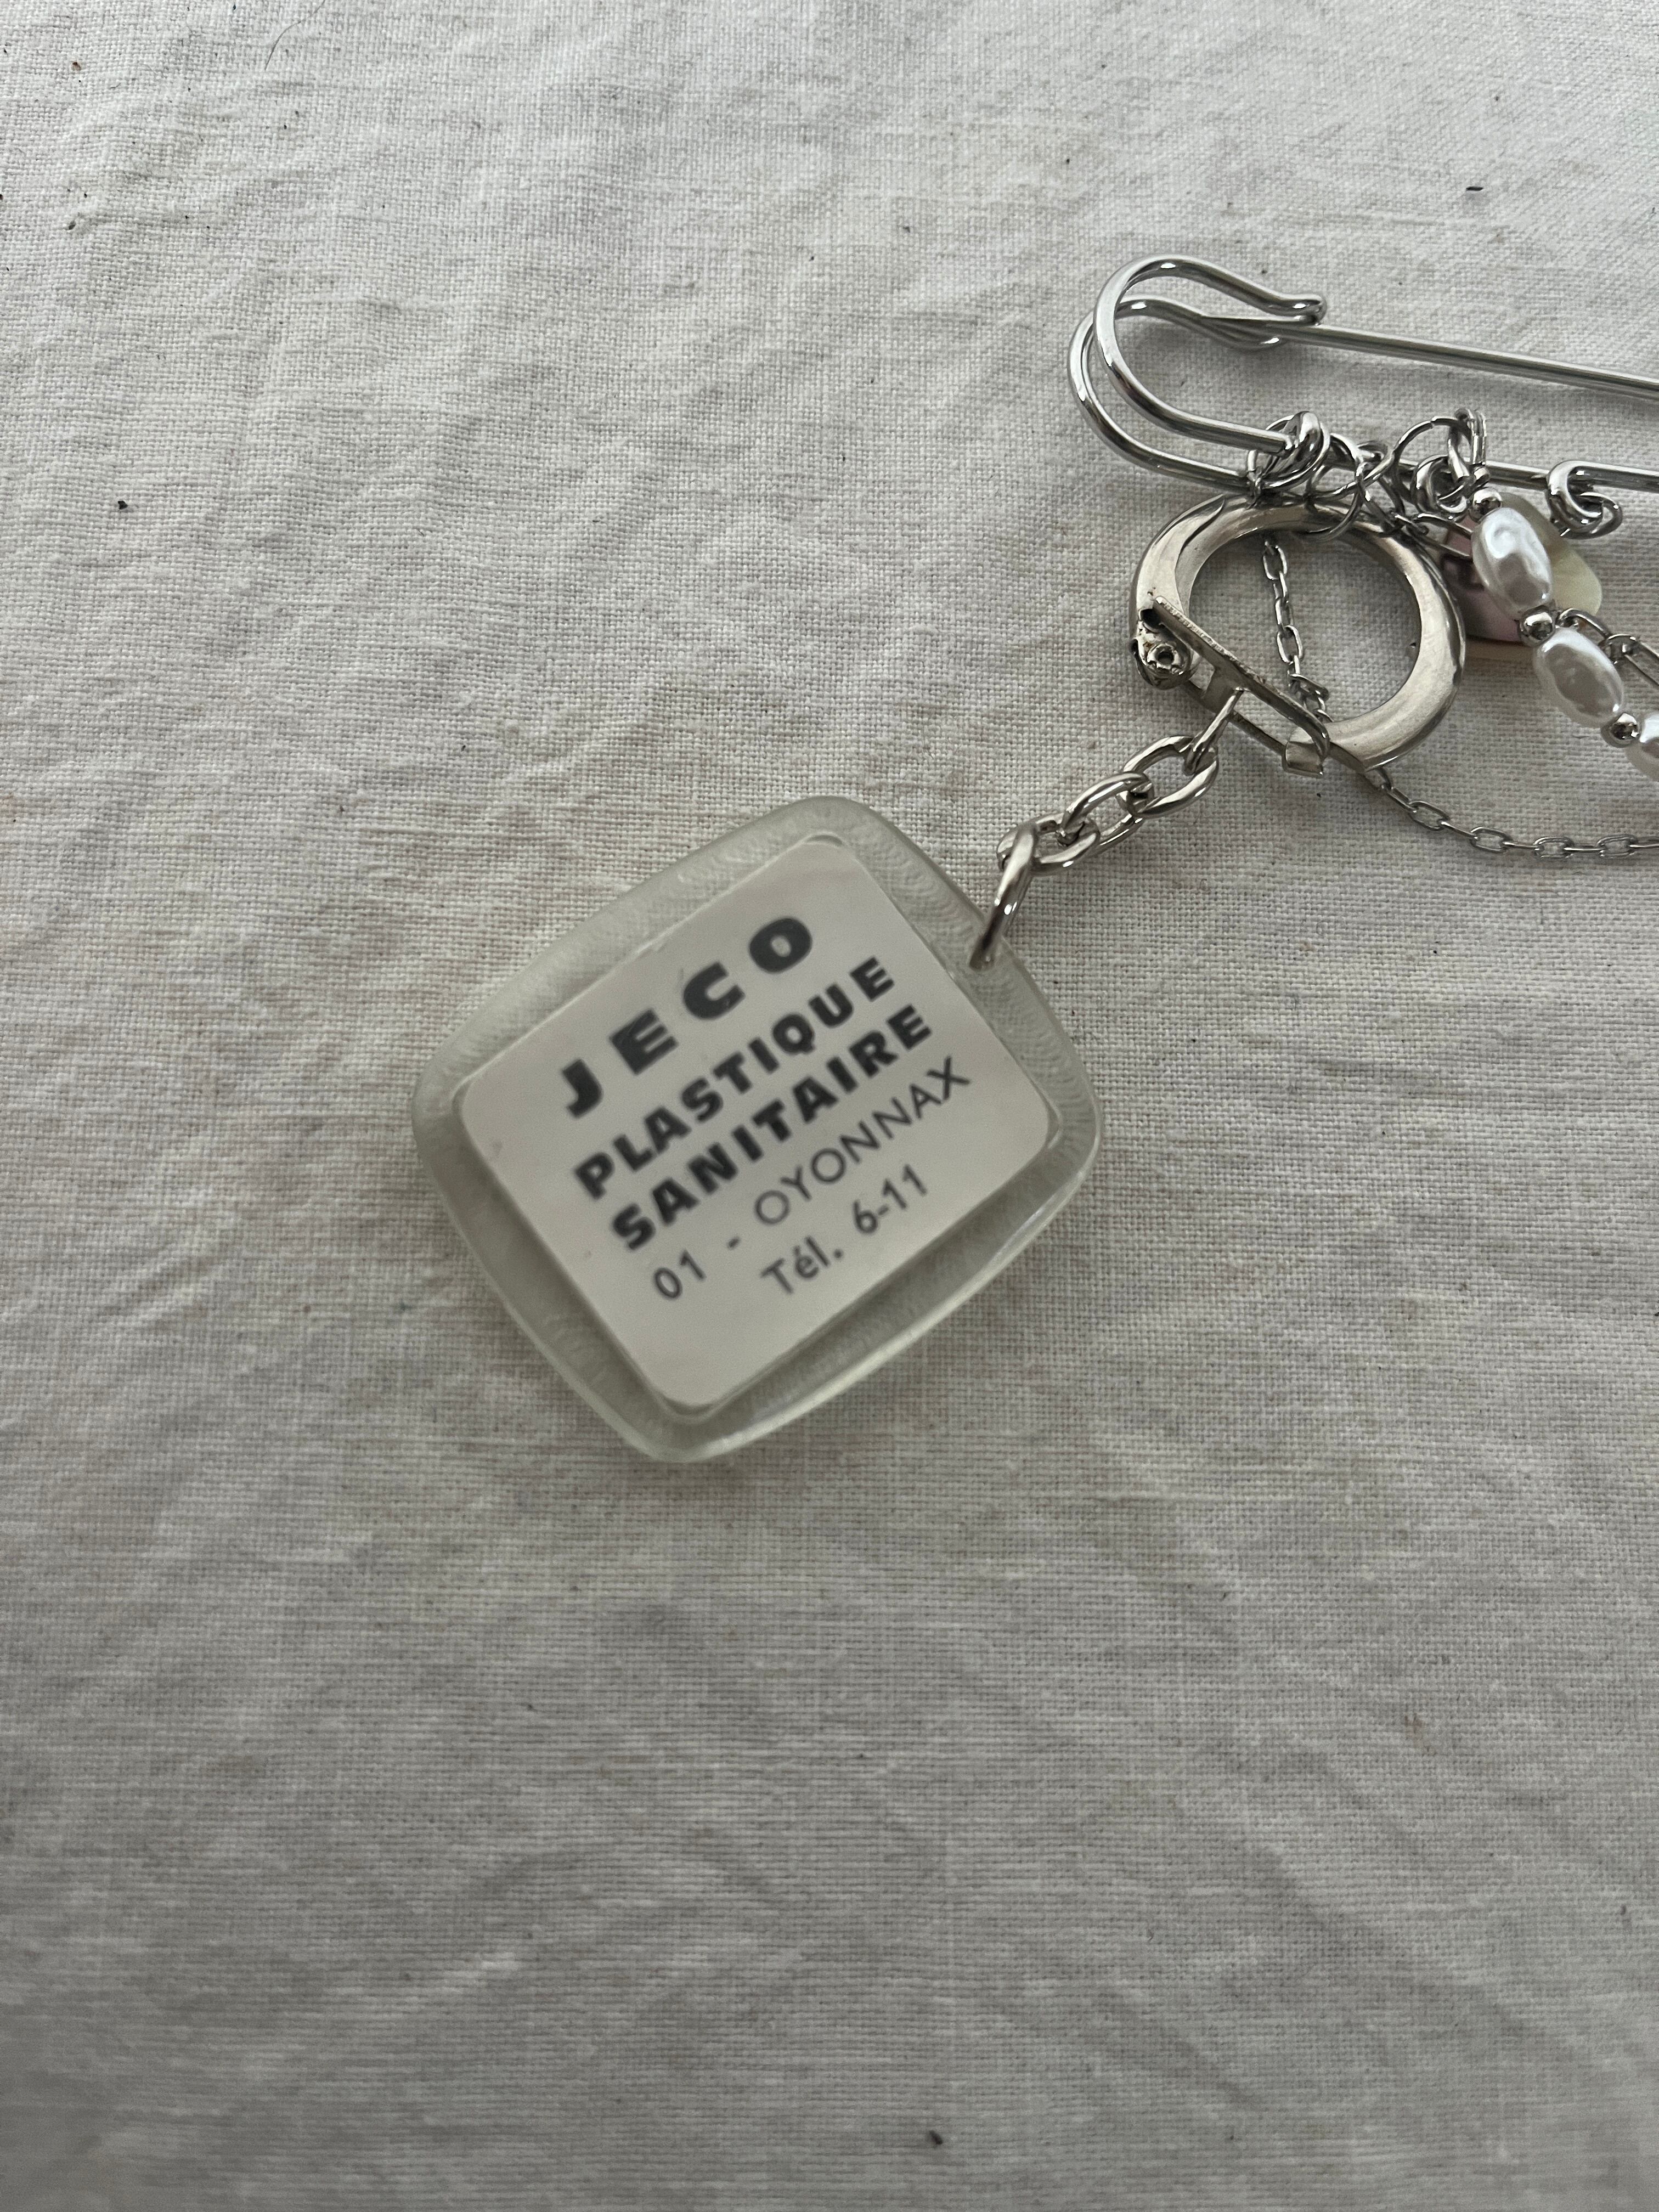 JECO
PLASTIQUE
SANITAIRE
01 - OYONNAX
Tél. 6-11